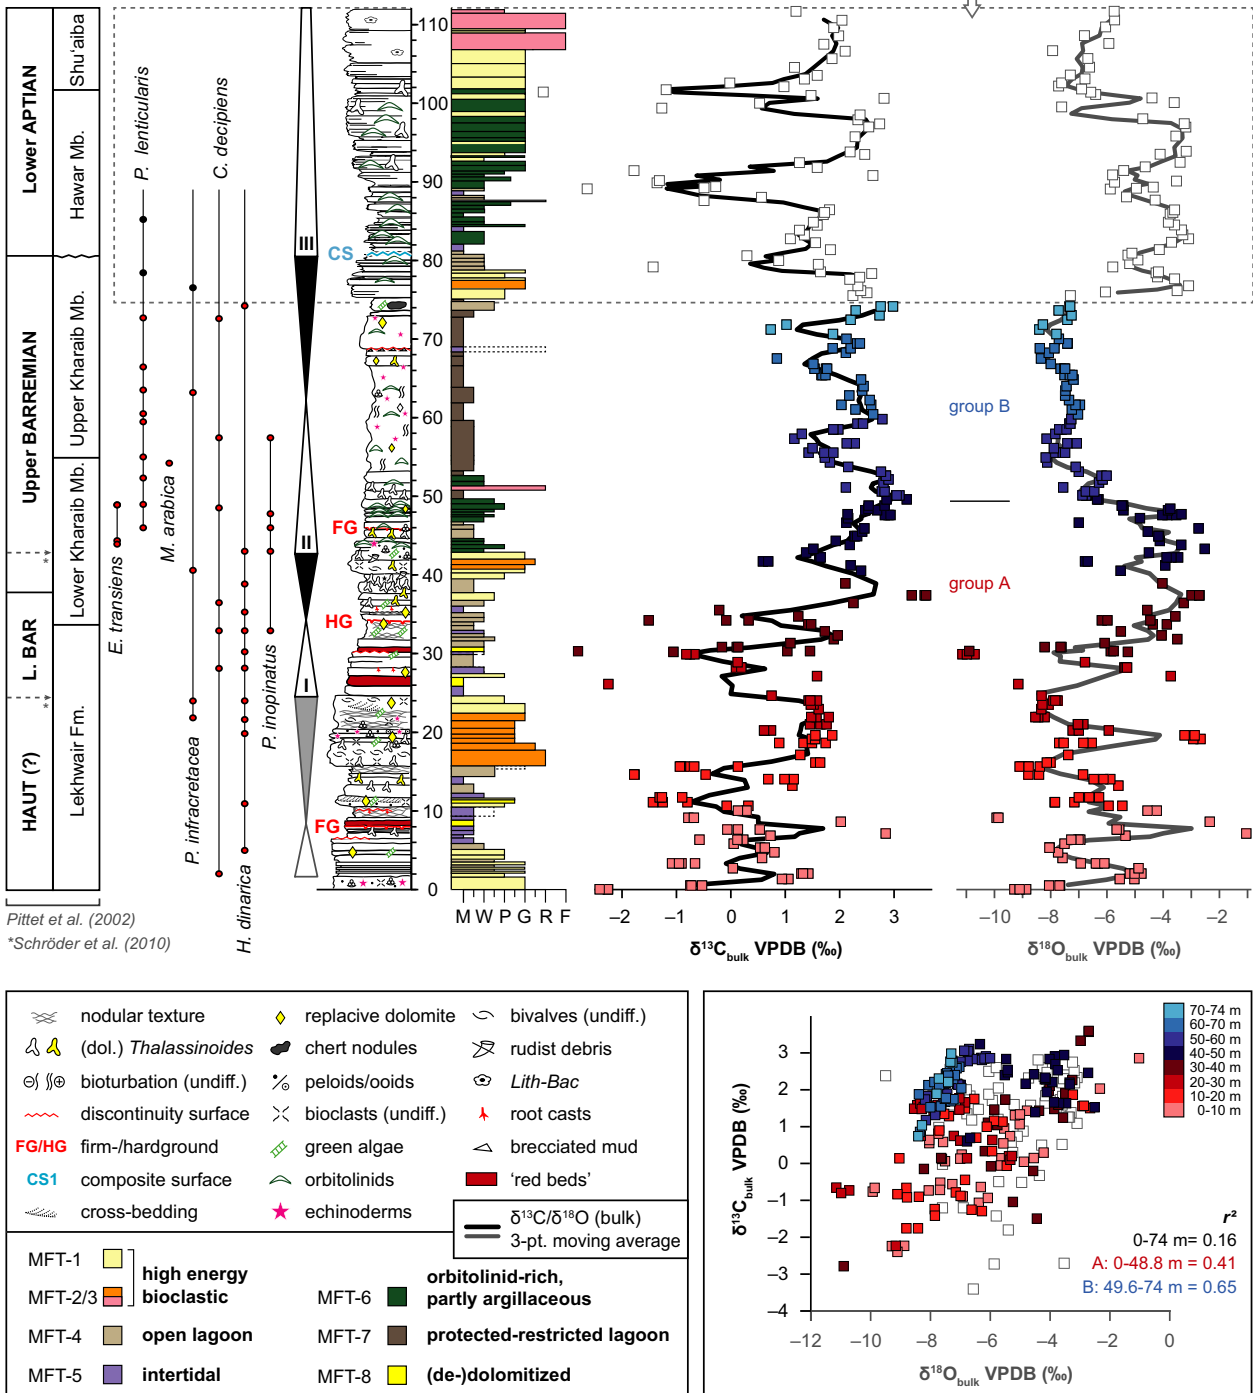 Lower APTIAN
Upper BARREMIAN
L. BAR
HAUT (?)
Shu'aiba
Hawar Mb.
Upper Kharaib Mb.
Lower Kharaib Mb.
Lekhwair Fm.
*
**
Pittet et al. (2002)
*Schröder et al. (2010)
E. transiens
P. lenticularis
M. arabica
P. infracretacea
C. decipiens
H. dinarica
P. inopinatus
III
II
I
CS
FG
HG
FG
110
100
90
80
70
60
50
40
30
20
10
0
M W P G R F
−2 −1 0 1 2 3
δ13Cbulk VPDB (‰)
−10 −8 −6 −4 −2 −1
δ18Obulk VPDB (‰)
group B
group A
nodular texture
(dol.) Thalassinoides
bioturbation (undiff.)
discontinuity surface
FG/HG firm-/hardground
CS1 composite surface
cross-bedding
replacive dolomite
chert nodules
peloids/ooids
bioclasts (undiff.)
green algae
orbitolinids
echinoderms
bivalves (undiff.)
rudist debris
Lith-Bac
root casts
brecciated mud
'red beds'
δ13C/δ18O (bulk)
3-pt. moving average
MFT-1
MFT-2/3
high energy
bioclastic
MFT-4 open lagoon
MFT-5 intertidal
MFT-6 orbitolinid-rich,
partly argillaceous
MFT-7 protected-restricted lagoon
MFT-8 (de-)dolomitized
70-74 m
60-70 m
50-60 m
40-50 m
30-40 m
20-30 m
10-20 m
0-10 m
3
2
1
0
−1
−2
−3
−4
δ13Cbulk VPDB (‰)
r²
0-74 m= 0.16
A: 0-48.8 m = 0.41
B: 49.6-74 m = 0.65
−12 −10 −8 −6 −4 −2 0
δ18Obulk VPDB (‰)